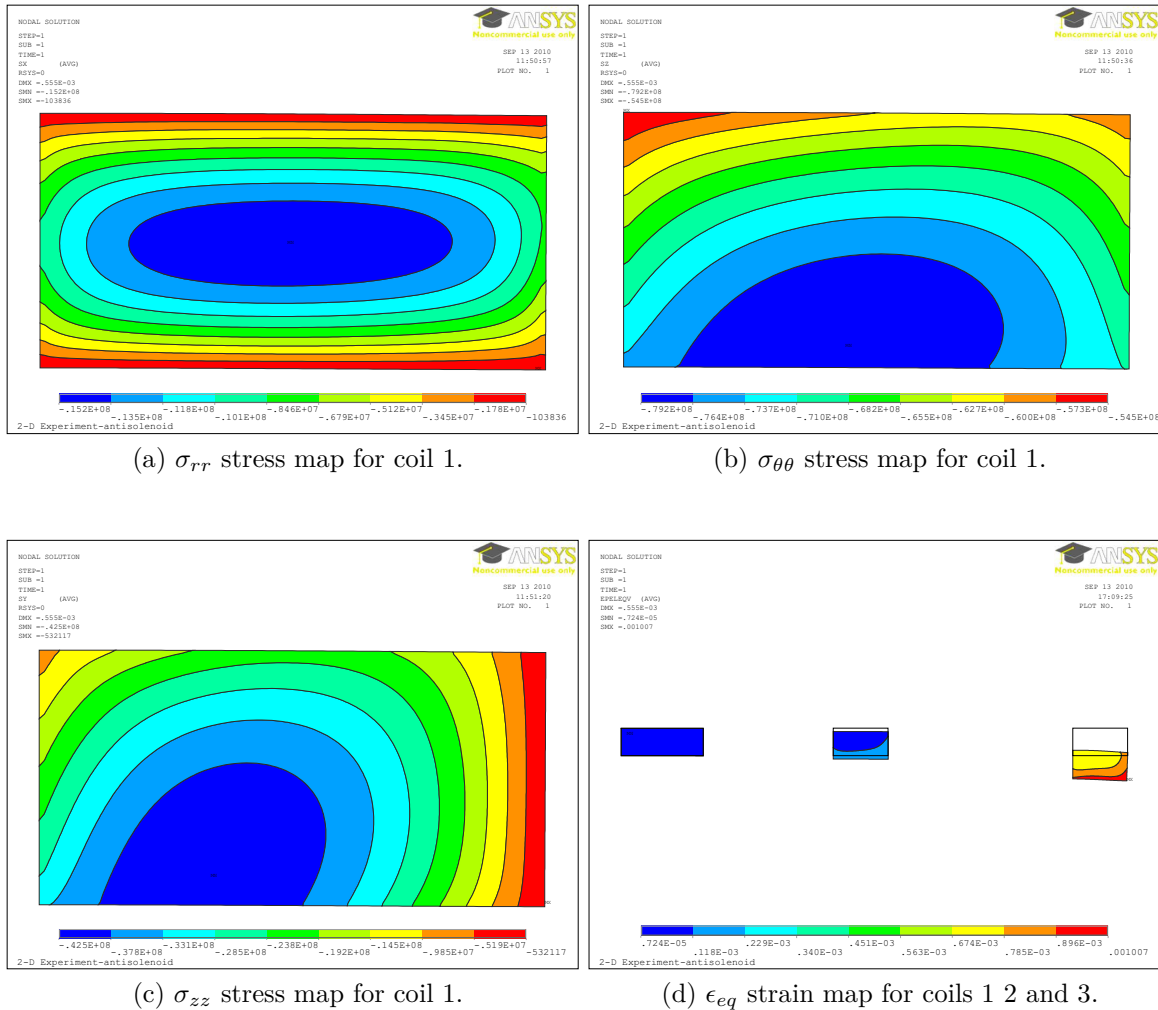 NODAL SOLUTION
STEP=1
SUB =1
TIME=1
SX (AVG)
RSYS=0
DMX =.555E-03
SMN =-.152E+08
SMX =-103836
ANSYS
Noncommercial use only
SEP 13 2010
11:50:57
PLOT NO. 1
MX
-.152E+08 -.135E+08 -.118E+08 -.101E+08 -.846E+07 -.679E+07 -.512E+07 -.345E+07 -.178E+07 -103836
2-D Experiment-antisolenoid
(a) σrr stress map for coil 1.
NODAL SOLUTION
STEP=1
SUB =1
TIME=1
SZ (AVG)
RSYS=0
DMX =.555E-03
SMN =-.792E+08
SMX =-.545E+08
ANSYS
Noncommercial use only
SEP 13 2010
11:50:36
PLOT NO. 1
MX
-.792E+08 -.764E+08 -.737E+08 -.710E+08 -.682E+08 -.655E+08 -.627E+08 -.600E+08 -.573E+08 -.545E+08
2-D Experiment-antisolenoid
(b) σθθ stress map for coil 1.
NODAL SOLUTION
STEP=1
SUB =1
TIME=1
SY (AVG)
RSYS=0
DMX =.555E-03
SMN =-.425E+08
SMX =-532117
ANSYS
Noncommercial use only
SEP 13 2010
11:51:20
PLOT NO. 1
MX
-.425E+08 -.378E+08 -.331E+08 -.285E+08 -.238E+08 -.192E+08 -.145E+08 -.985E+07 -.519E+07 -532117
2-D Experiment-antisolenoid
(c) σzz stress map for coil 1.
NODAL SOLUTION
STEP=1
SUB =1
TIME=1
EPELEQV (AVG)
DMX =.555E-03
SMN =.724E-05
SMX =.001007
ANSYS
Noncommercial use only
SEP 13 2010
17:09:25
PLOT NO. 1
MX
.724E-05 .118E-03 .229E-03 .340E-03 .451E-03 .563E-03 .674E-03 .785E-03 .896E-03 .001007
2-D Experiment-antisolenoid
(d) ϵeq strain map for coils 1 2 and 3.